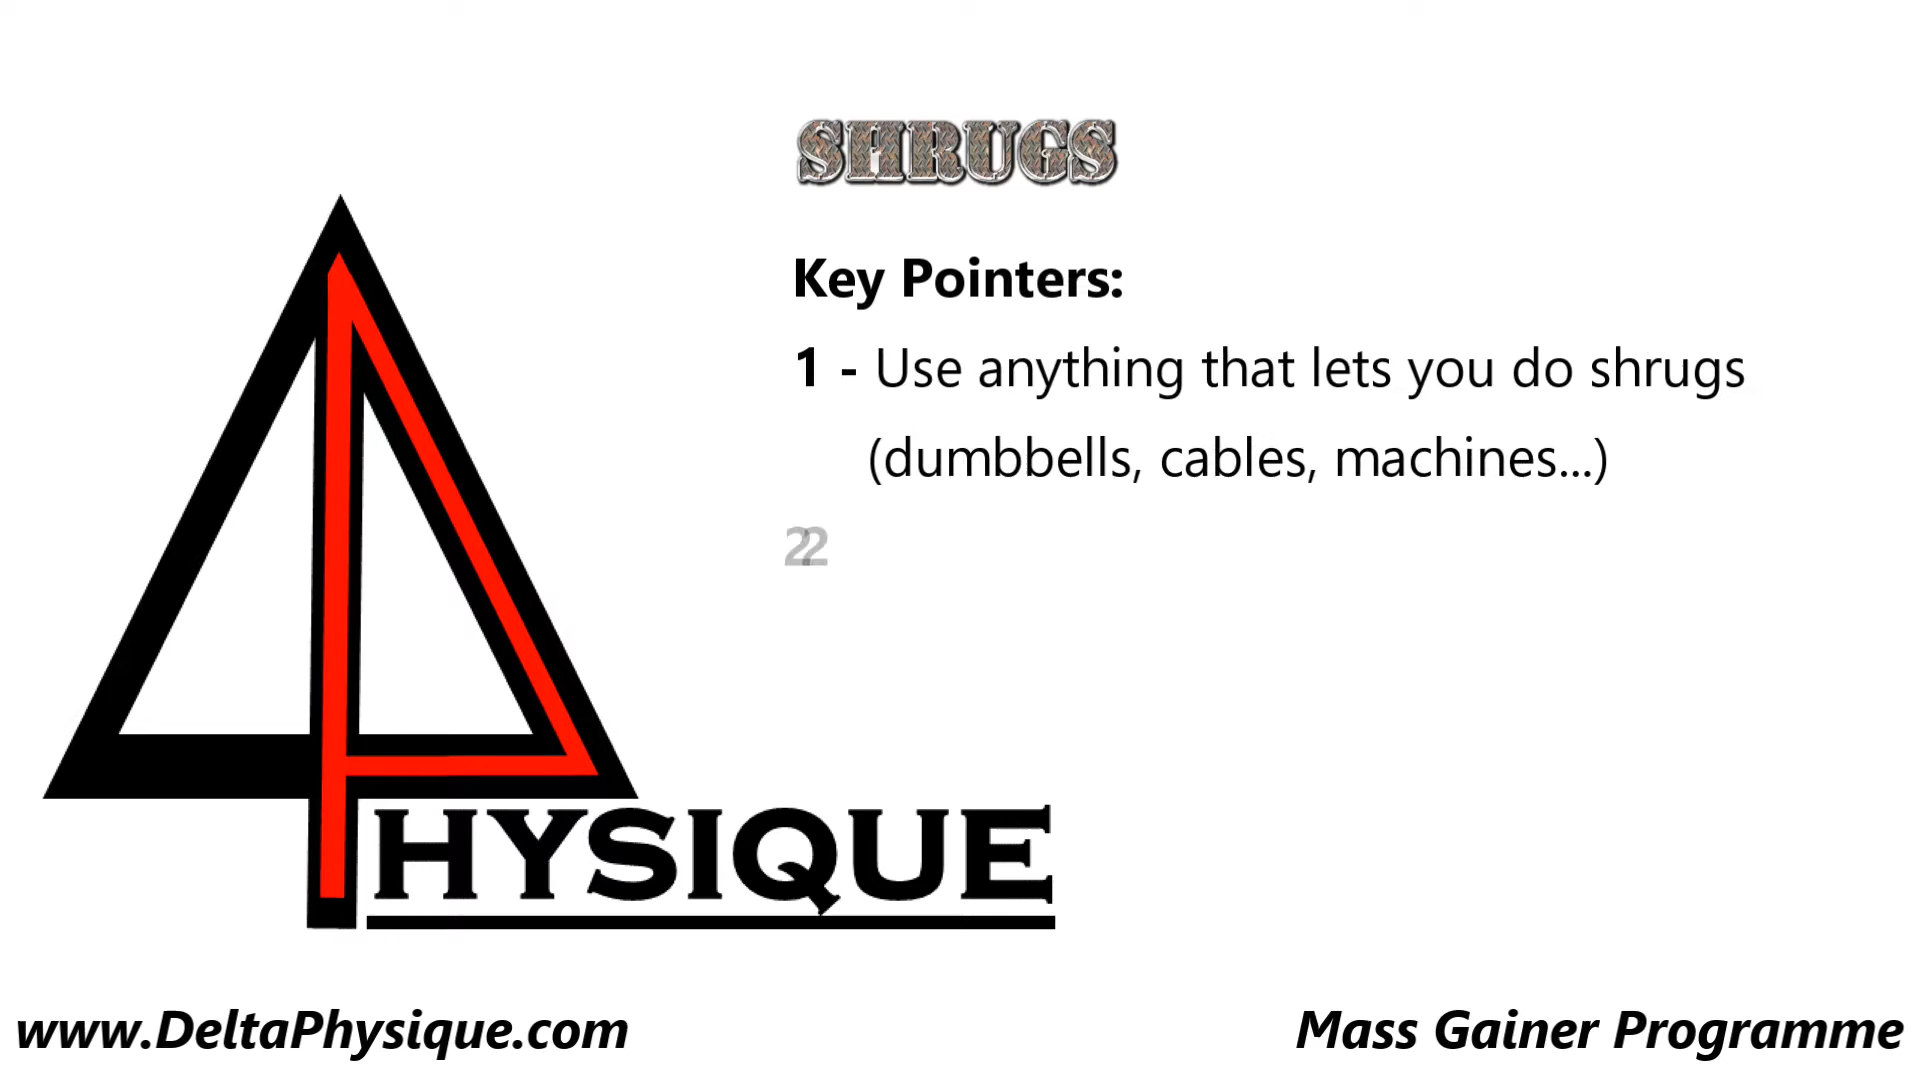 SHRUGS
Key Pointers:
1 - Use anything that lets you do shrugs
(dumbbells, cables, machines...)
22
PHYSIQUE
www.DeltaPhysique.com
Mass Gainer Programme